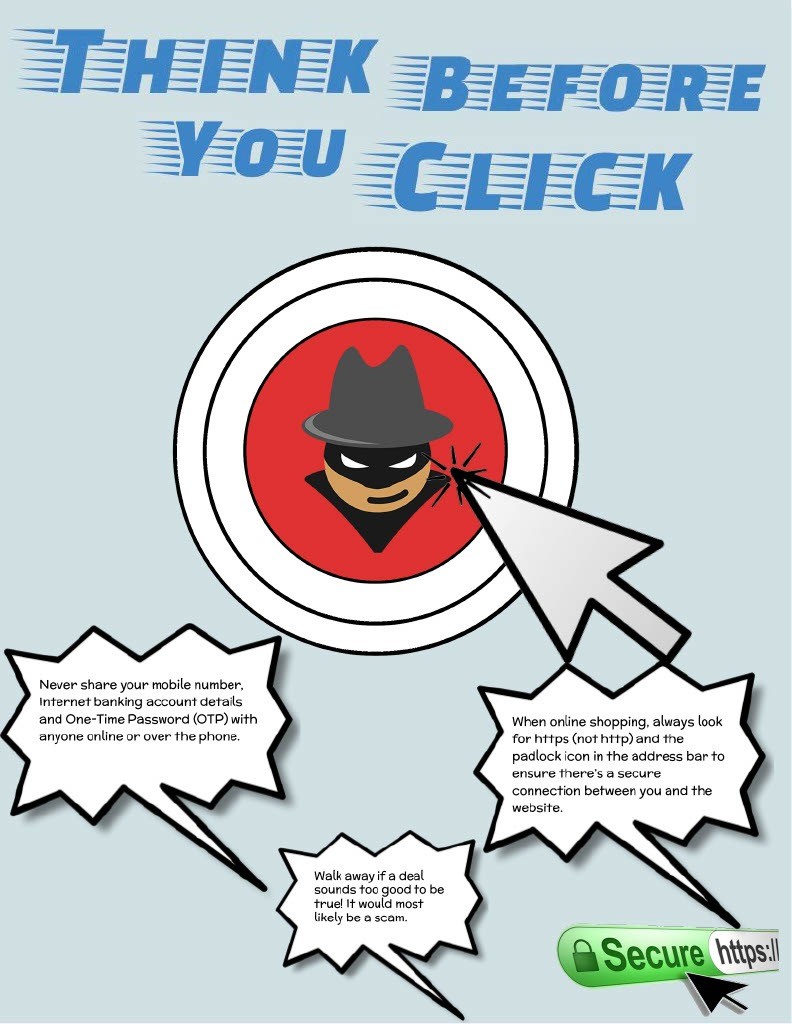 THINK BEFORE
YOU CLICK
Never share your mobile number,
Internet banking account details
and One-Time Password (OTP) with
anyone online or over the phone.
When online shopping, always look
for https (not http) and the
padlock icon in the address bar to
ensure there's a secure
connection between you and the
website.
Walk away if a deal
sounds too good to be
true! It would most
likely be a scam.
Secure https:/